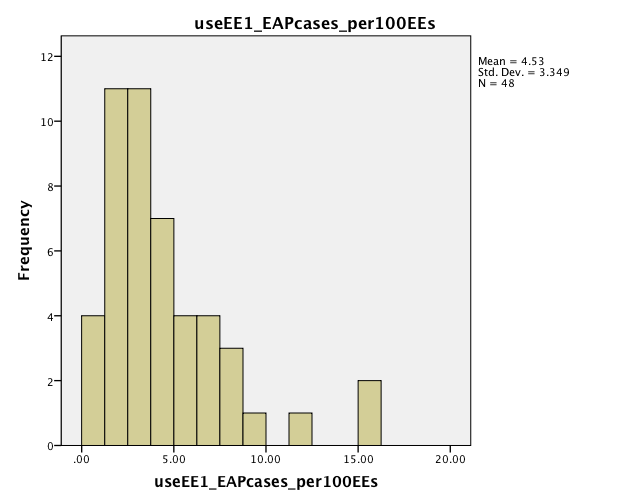 useEE1_EAPcases_per100EEs
Mean = 4.53
Std. Dev. = 3.349
N = 48
Frequency
12
10
8
6
4
2
0
.00
5.00
10.00
15.00
20.00
useEE1_EAPcases_per100EEs